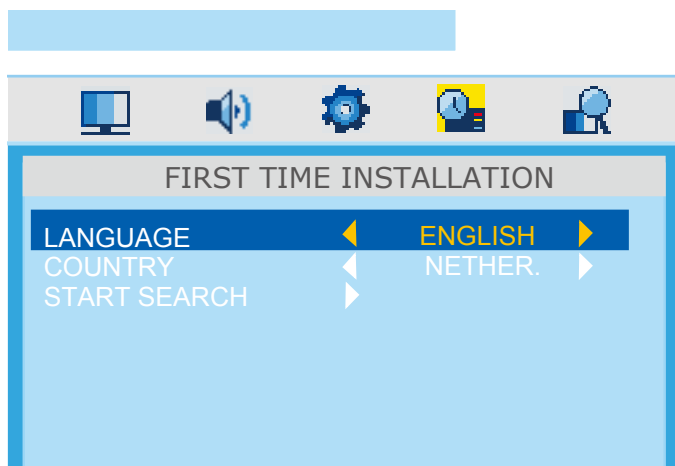 FIRST TIME INSTALLATION
LANGUAGE ENGLISH
COUNTRY NETHER.
START SEARCH